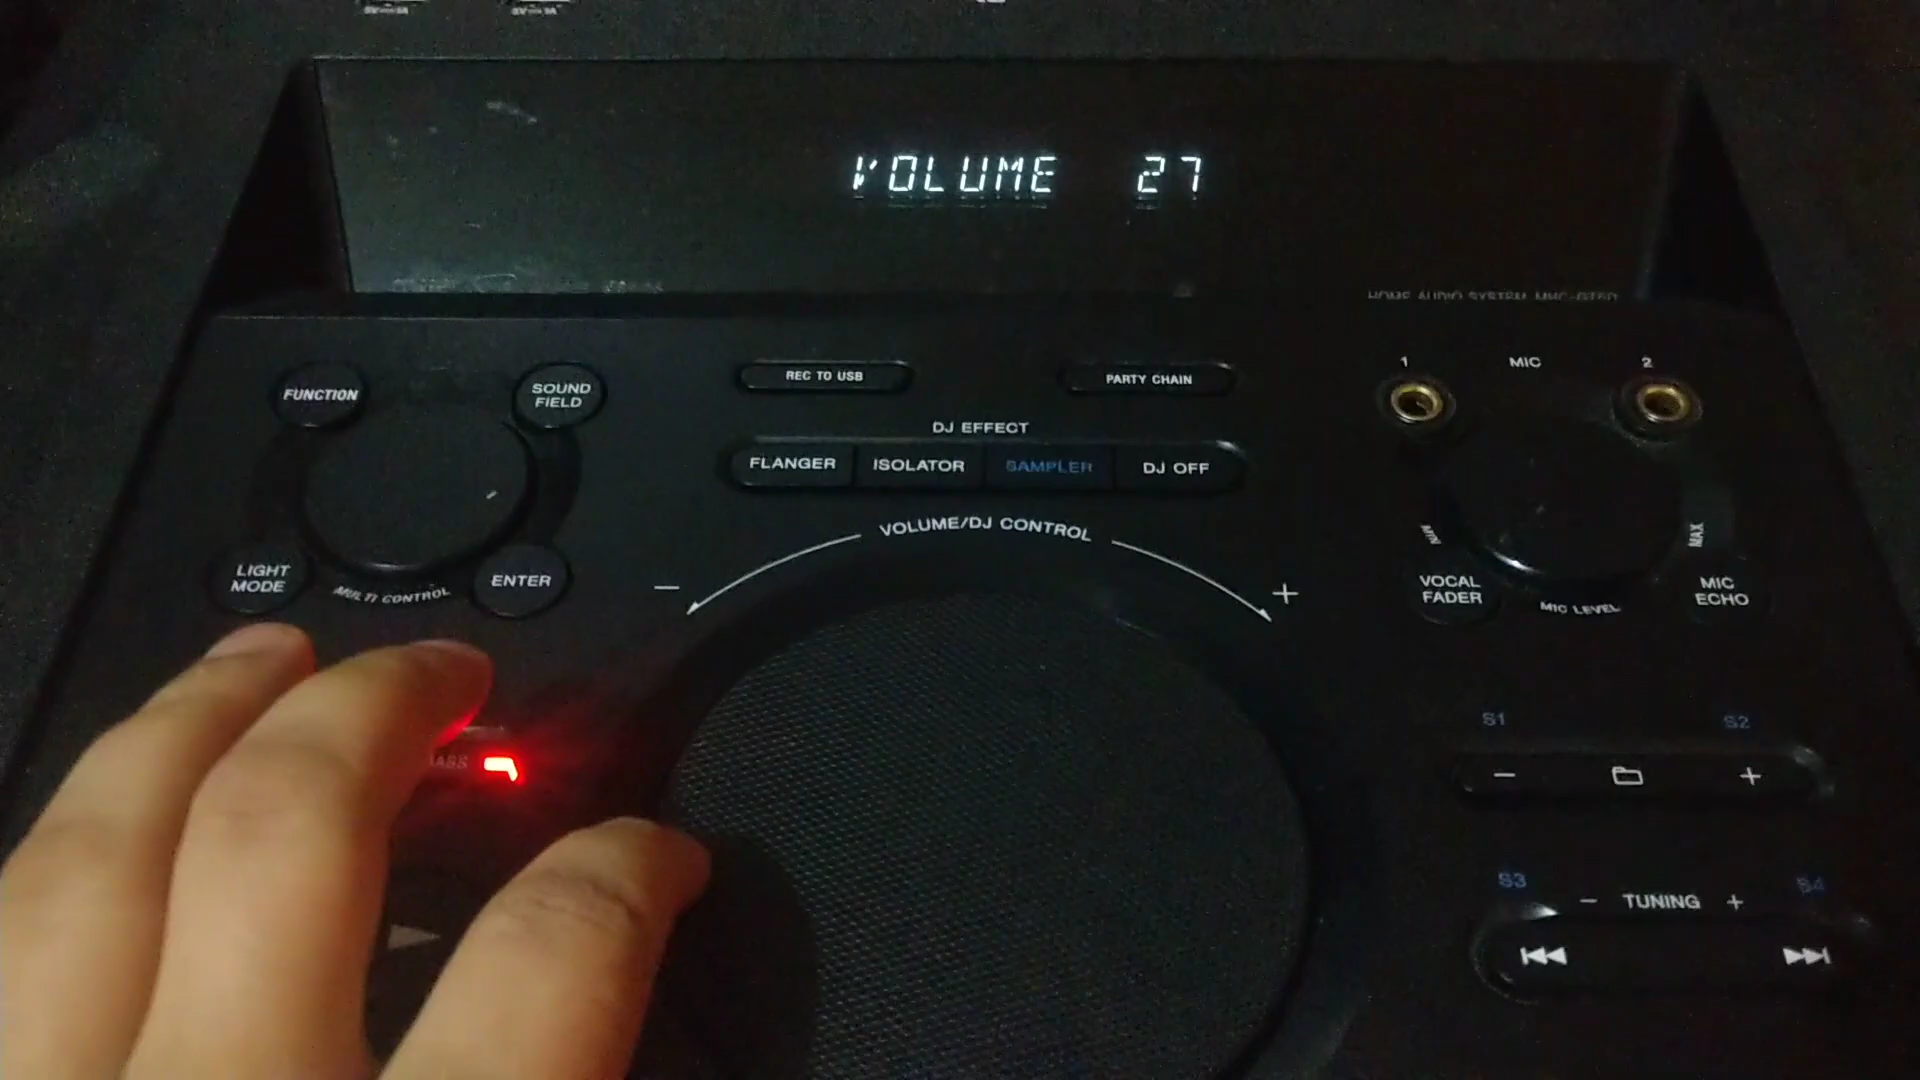 VOLUME 27
HOME AUDIO SYSTEM
1 MIC 2
FUNCTION
SOUND
FIELD
REC TO USB
PARTY CHAIN
DJ EFFECT
FLANGER
ISOLATOR
SAMPLER
DJ OFF
VOLUME/DJ CONTROL
− +
MIN
MAX
LIGHT
MODE
MULTI CONTROL
ENTER
VOCAL
FADER
MIC LEVEL
MIC
ECHO
S1 S2
− +
S3 S4
− TUNING +